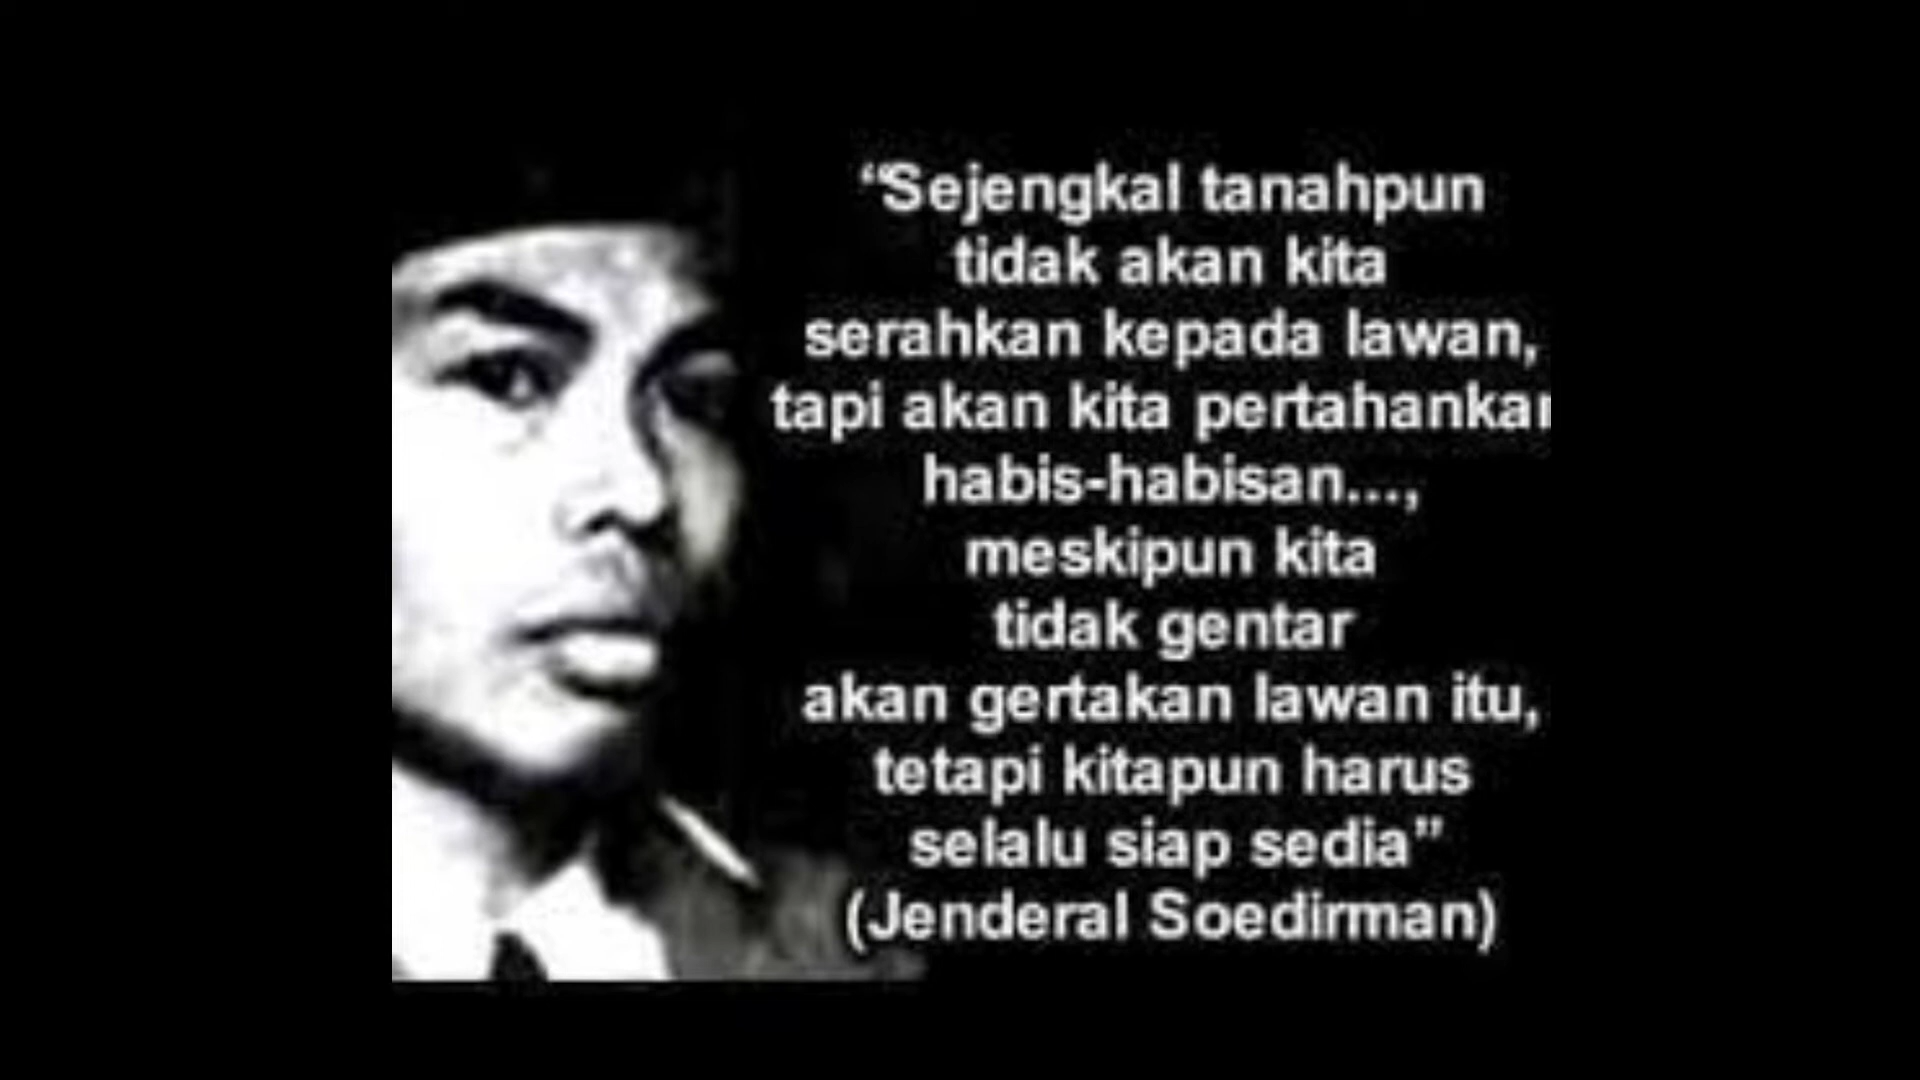 “Sejengkal tanahpun
tidak akan kita
serahkan kepada lawan,
tapi akan kita pertahankan
habis-habisan...,
meskipun kita
tidak gentar
akan gertakan lawan itu,
tetapi kitapun harus
selalu siap sedia”
(Jenderal Soedirman)